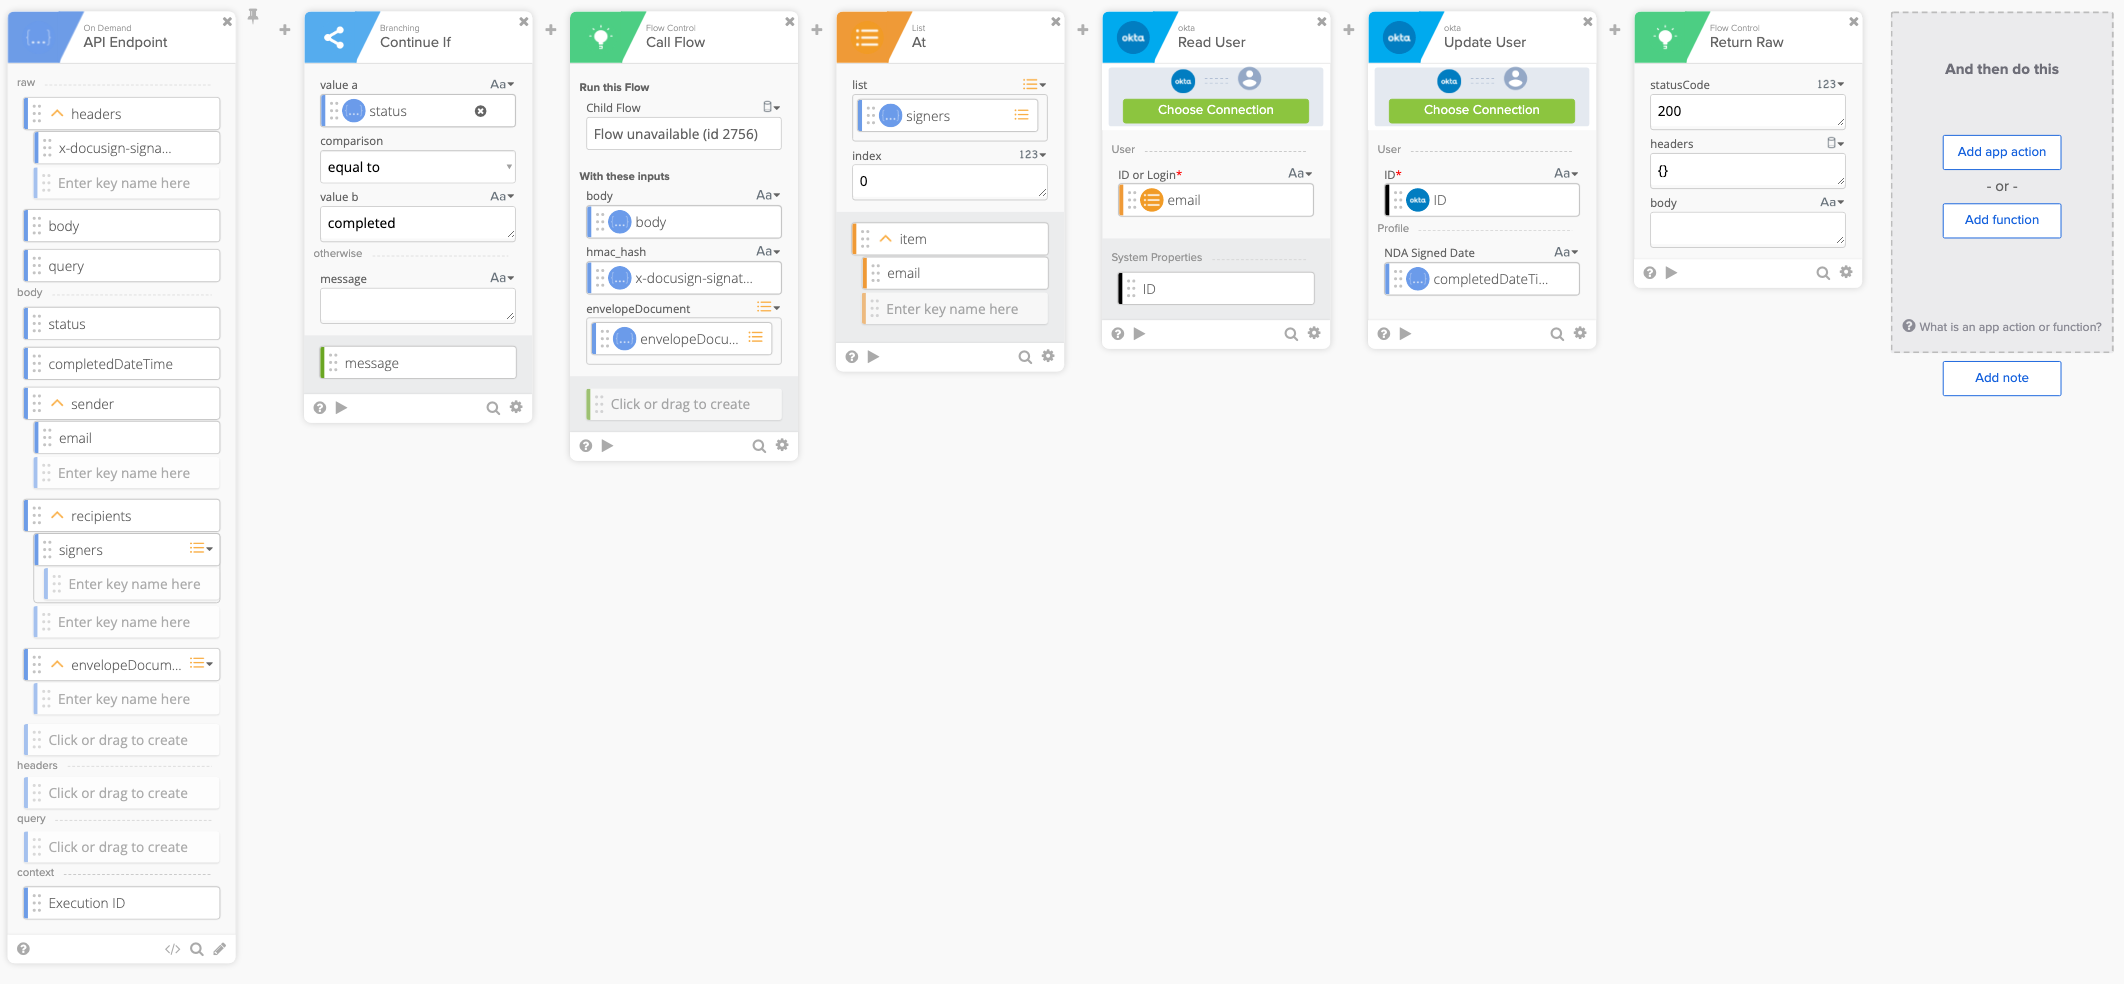 On Demand
API Endpoint
raw
headers
x-docusign-signa...
Enter key name here
body
query
body
status
completedDateTime
sender
email
Enter key name here
recipients
signers
Enter key name here
Enter key name here
envelopeDocum...
Enter key name here
Click or drag to create
headers
Click or drag to create
query
Click or drag to create
context
Execution ID
Branching
Continue If
value a
Aa
status
comparison
equal to
value b
Aa
completed
otherwise
message
Aa
message
Flow Control
Call Flow
Run this Flow
Child Flow
Flow unavailable (id 2756)
With these inputs
body
Aa
body
hmac_hash
Aa
x-docusign-signat...
envelopeDocument
envelopeDocu...
Click or drag to create
List
At
list
signers
index
123
0
item
email
Enter key name here
okta
okta
Read User
okta
Choose Connection
User
ID or Login*
Aa
email
System Properties
ID
okta
okta
Update User
okta
Choose Connection
User
ID*
Aa
okta
ID
Profile
NDA Signed Date
Aa
completedDateTi...
Flow Control
Return Raw
statusCode
123
200
headers
{}
body
Aa
And then do this
Add app action
- or -
Add function
What is an app action or function?
Add note